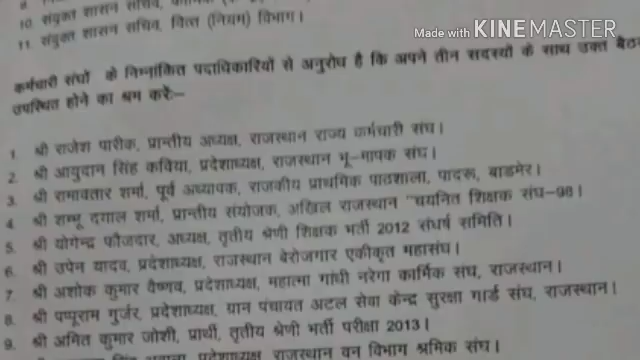 Made with KINEMASTER
10. संयुक्त शासन सचिव,
11. संयुक्त शासन सचिव, वित्त (नियम) विभाग।
कर्मचारी संघों के निम्नांकित पदाधिकारियों से अनुरोध है कि अपने तीन सदस्यों के साथ उक्त
उपस्थित होने का श्रम करें:-
1. श्री राजेश पारीक, प्रान्तीय अध्यक्ष, राजस्थान राज्य कर्मचारी संघ।
2. श्री आयुदान सिंह कविया, प्रदेशाध्यक्ष, राजस्थान भू-मापक संघ।
3. श्री रामावतार शर्मा, पूर्व अध्यापक, राजकीय प्राथमिक पाठशाला, पादरू, बाडमेर।
4. श्री शम्भू दयाल शर्मा, प्रान्तीय संयोजक, अखिल राजस्थान "चयनित शिक्षक संघ-98।
5. श्री योगेन्द्र फौजदार, अध्यक्ष, तृतीय श्रेणी शिक्षक भर्ती 2012 संघर्ष समिति।
6. श्री उपेन यादव, प्रदेशाध्यक्ष, राजस्थान बेरोजगार एकीकृत महासंघ।
7. श्री अशोक कुमार वैष्णव, प्रदेशाध्यक्ष, महात्मा गांधी नरेगा कार्मिक संघ, राजस्थान।
8. श्री पप्पूराम गुर्जर, प्रदेशाध्यक्ष, ग्राम पंचायत अटल सेवा केन्द्र सुरक्षा गार्ड संघ, राजस्थान।
9. श्री अमित कुमार जोशी, प्रार्थी, तृतीय श्रेणी भर्ती परीक्षा 2013।
सिंह प्रदेशाध्यक्ष राजस्थान वन विभाग श्रमिक संघ।